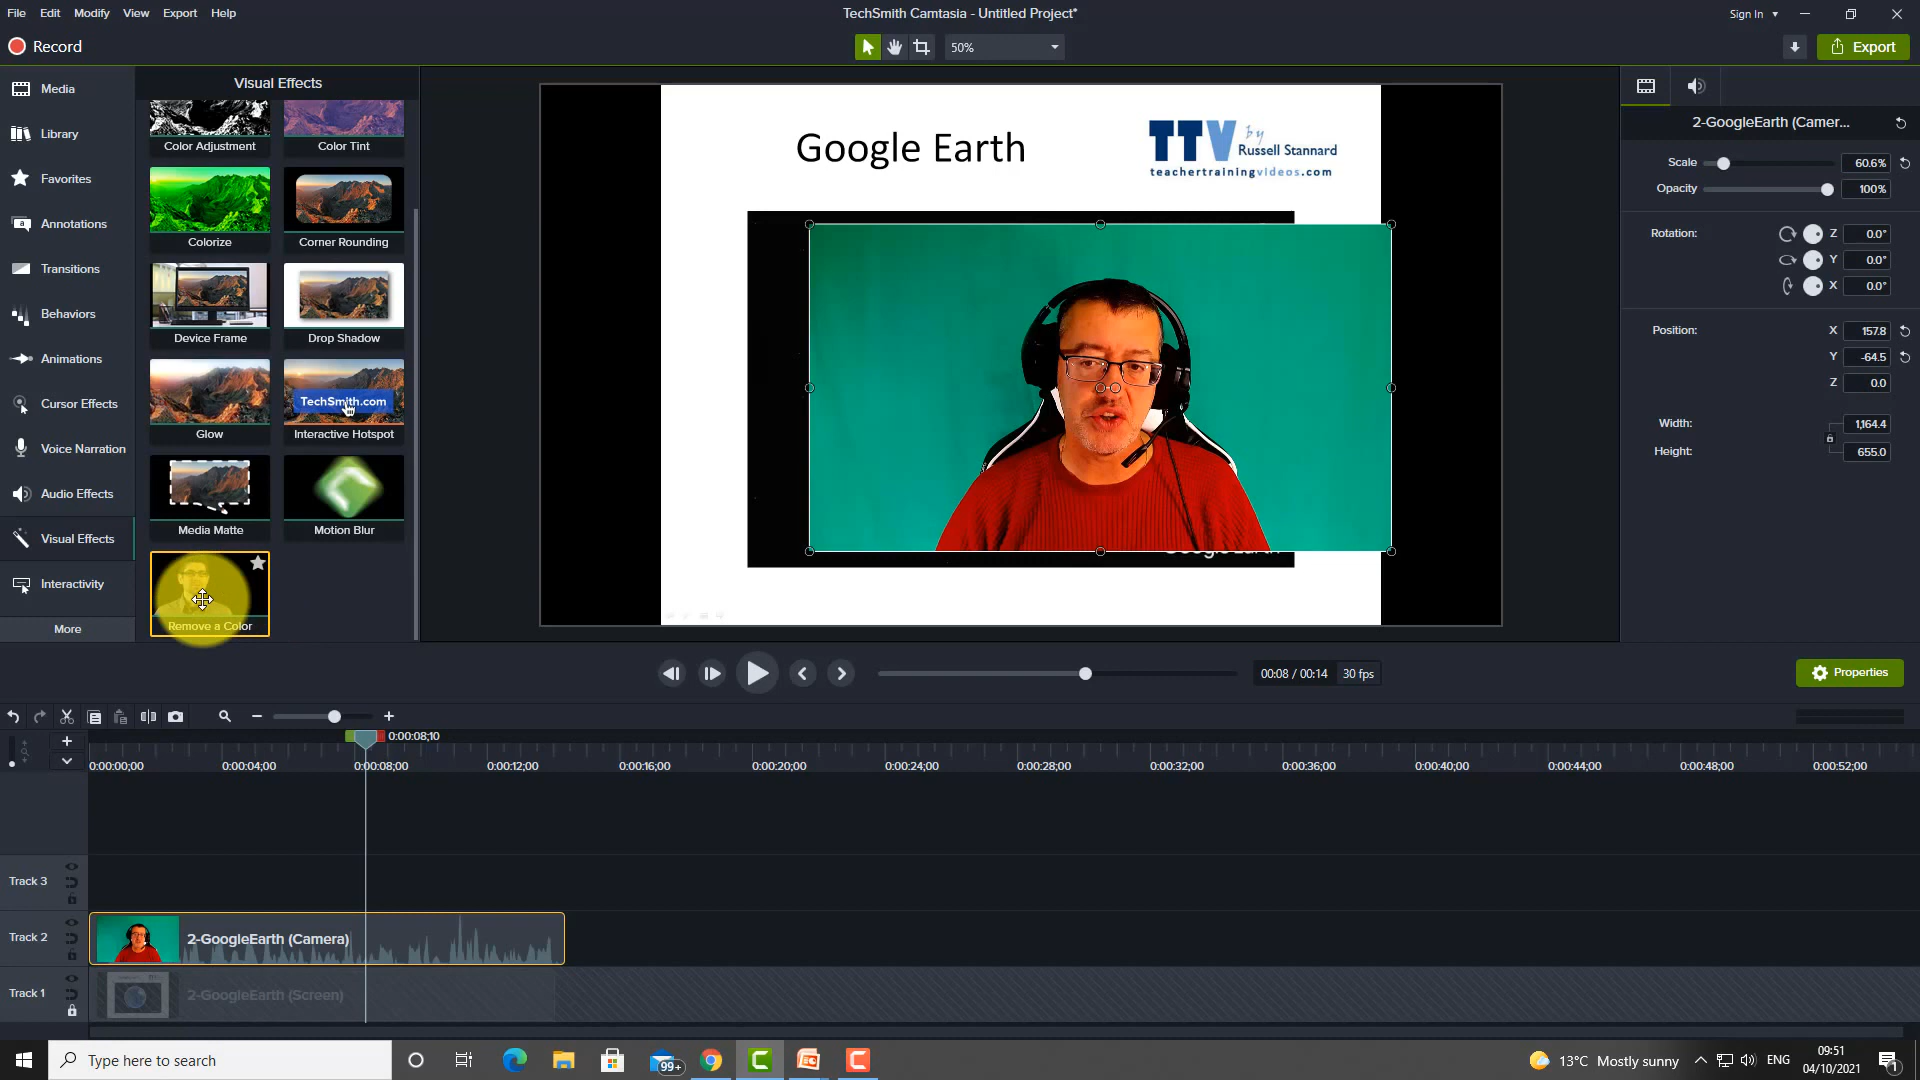 File Edit Modify View Export Help
TechSmith Camtasia - Untitled Project*
Sign In
Record
50%
Export
Media
Library
Favorites
Annotations
Transitions
Behaviors
Animations
Cursor Effects
Voice Narration
Audio Effects
Visual Effects
Interactivity
More
Visual Effects
Color Adjustment
Color Tint
Colorize
Corner Rounding
Device Frame
Drop Shadow
Glow
TechSmith.com
Interactive Hotspot
Media Matte
Motion Blur
Remove a Color
Google Earth
TTV by
Russell Stannard
teachertrainingvideos.com
2-GoogleEarth (Camer...
Scale 60.6%
Opacity 100%
Rotation: Z 0.0°
Y 0.0°
X 0.0°
Position: X 157.8
Y -64.5
Z 0.0
Width: 1,164.4
Height: 655.0
00:08 / 00:14 30 fps
Properties
0:00:08;10
0:00:00;00 0:00:04;00 0:00:08;00 0:00:12;00 0:00:16;00 0:00:20;00 0:00:24;00 0:00:28;00 0:00:32;00 0:00:36;00 0:00:40;00 0:00:44;00 0:00:48;00 0:00:52;00
Track 3
Track 2
2-GoogleEarth (Camera)
Track 1
2-GoogleEarth (Screen)
Type here to search
99+
13°C Mostly sunny
ENG
09:51
04/10/2021
1